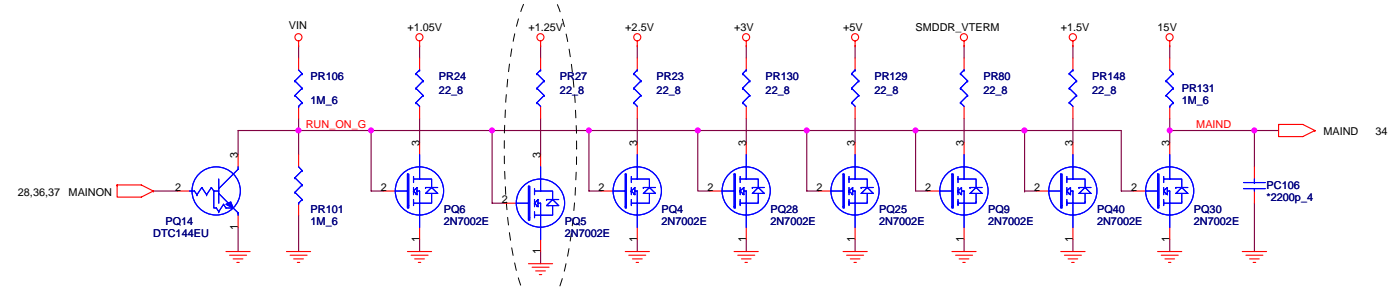 VIN
+1.05V
+1.25V
+2.5V
+3V
+5V
SMDDR_VTERM
+1.5V
15V
PR106
1M_6
PR24
22_8
PR27
22_8
PR23
22_8
PR130
22_8
PR129
22_8
PR80
22_8
PR148
22_8
PR131
1M_6
RUN_ON_G
MAIND
MAIND 34
3
3
3
3
3
3
3
3
3
28,36,37 MAINON
2
2
2
2
2
2
2
2
2
PQ14
DTC144EU
PR101
1M_6
PQ6
2N7002E
PQ5
2N7002E
PQ4
2N7002E
PQ28
2N7002E
PQ25
2N7002E
PQ9
2N7002E
PQ40
2N7002E
PQ30
2N7002E
PC106
*2200p_4
1
1
1
1
1
1
1
1
1